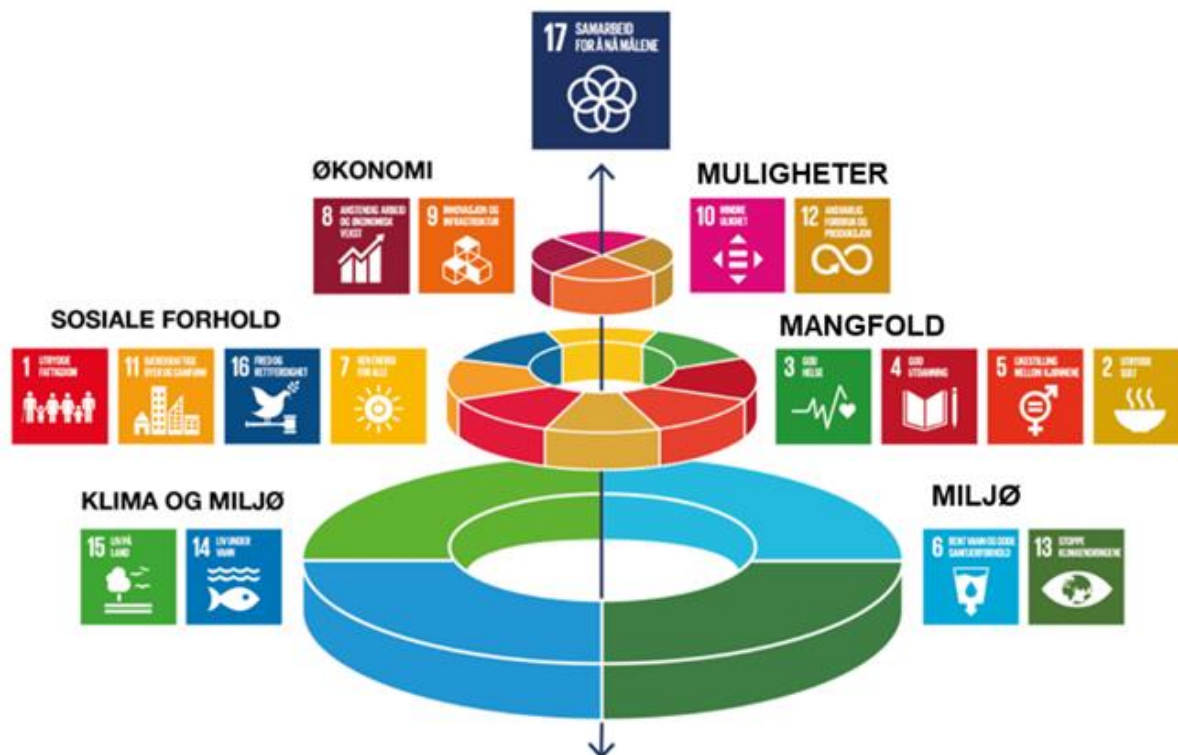 17 SAMARBEID
FOR Å NÅ MÅLENE
ØKONOMI
8 ANSTENDIG ARBEID
OG ØKONOMISK
VEKST
9 INNOVASJON OG
INFRASTRUKTUR
MULIGHETER
10 MINDRE
ULIKHET
12 ANSVARLIG
FORBRUK OG
PRODUKSJON
SOSIALE FORHOLD
1 UTRYDDE
FATTIGDOM
11 BÆREKRAFTIGE
BYER OG SAMFUNN
16 FRED OG
RETTFERDIGHET
7 REN ENERGI
FOR ALLE
MANGFOLD
3 GOD
HELSE
4 GOD
UTDANNING
5 LIKESTILLING
MELLOM KJØNNENE
2 UTRYDDE
SULT
KLIMA OG MILJØ
15 LIV PÅ
LAND
14 LIV UNDER
VANN
MILJØ
6 RENT VANN OG GODE
SANITÆRFORHOLD
13 STOPPE
KLIMAENDRINGENE